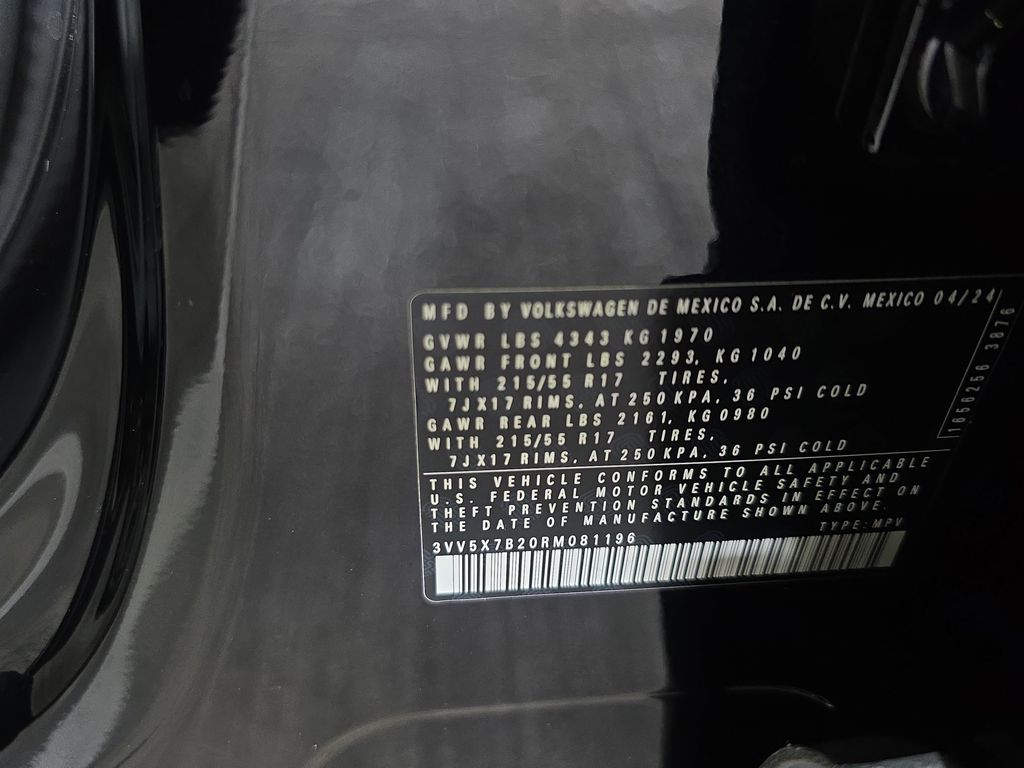 MFD BY VOLKSWAGEN DE MEXICO S.A. DE C.V. MEXICO 04/24
GVWR LBS 4343 KG 1970
GAWR FRONT LBS 2293, KG 1040
WITH 215/55 R17 TIRES,
7JX17 RIMS, AT 250 KPA, 36 PSI COLD
GAWR REAR LBS 2161, KG 0980
WITH 215/55 R17 TIRES,
7JX17 RIMS, AT 250 KPA, 36 PSI COLD
1656256 3876
THIS VEHICLE CONFORMS TO ALL APPLICABLE
U.S. FEDERAL MOTOR VEHICLE SAFETY AND
THEFT PREVENTION STANDARDS IN EFFECT ON
THE DATE OF MANUFACTURE SHOWN ABOVE.
TYPE: MPV
3VV5X7B20RM081196